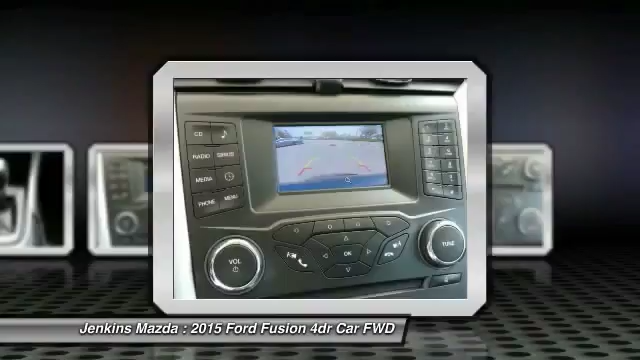 CD
RADIO SIRIUS
MEDIA
PHONE MENU
VOL
OK
TUNE
Jenkins Mazda : 2015 Ford Fusion 4dr Car FWD